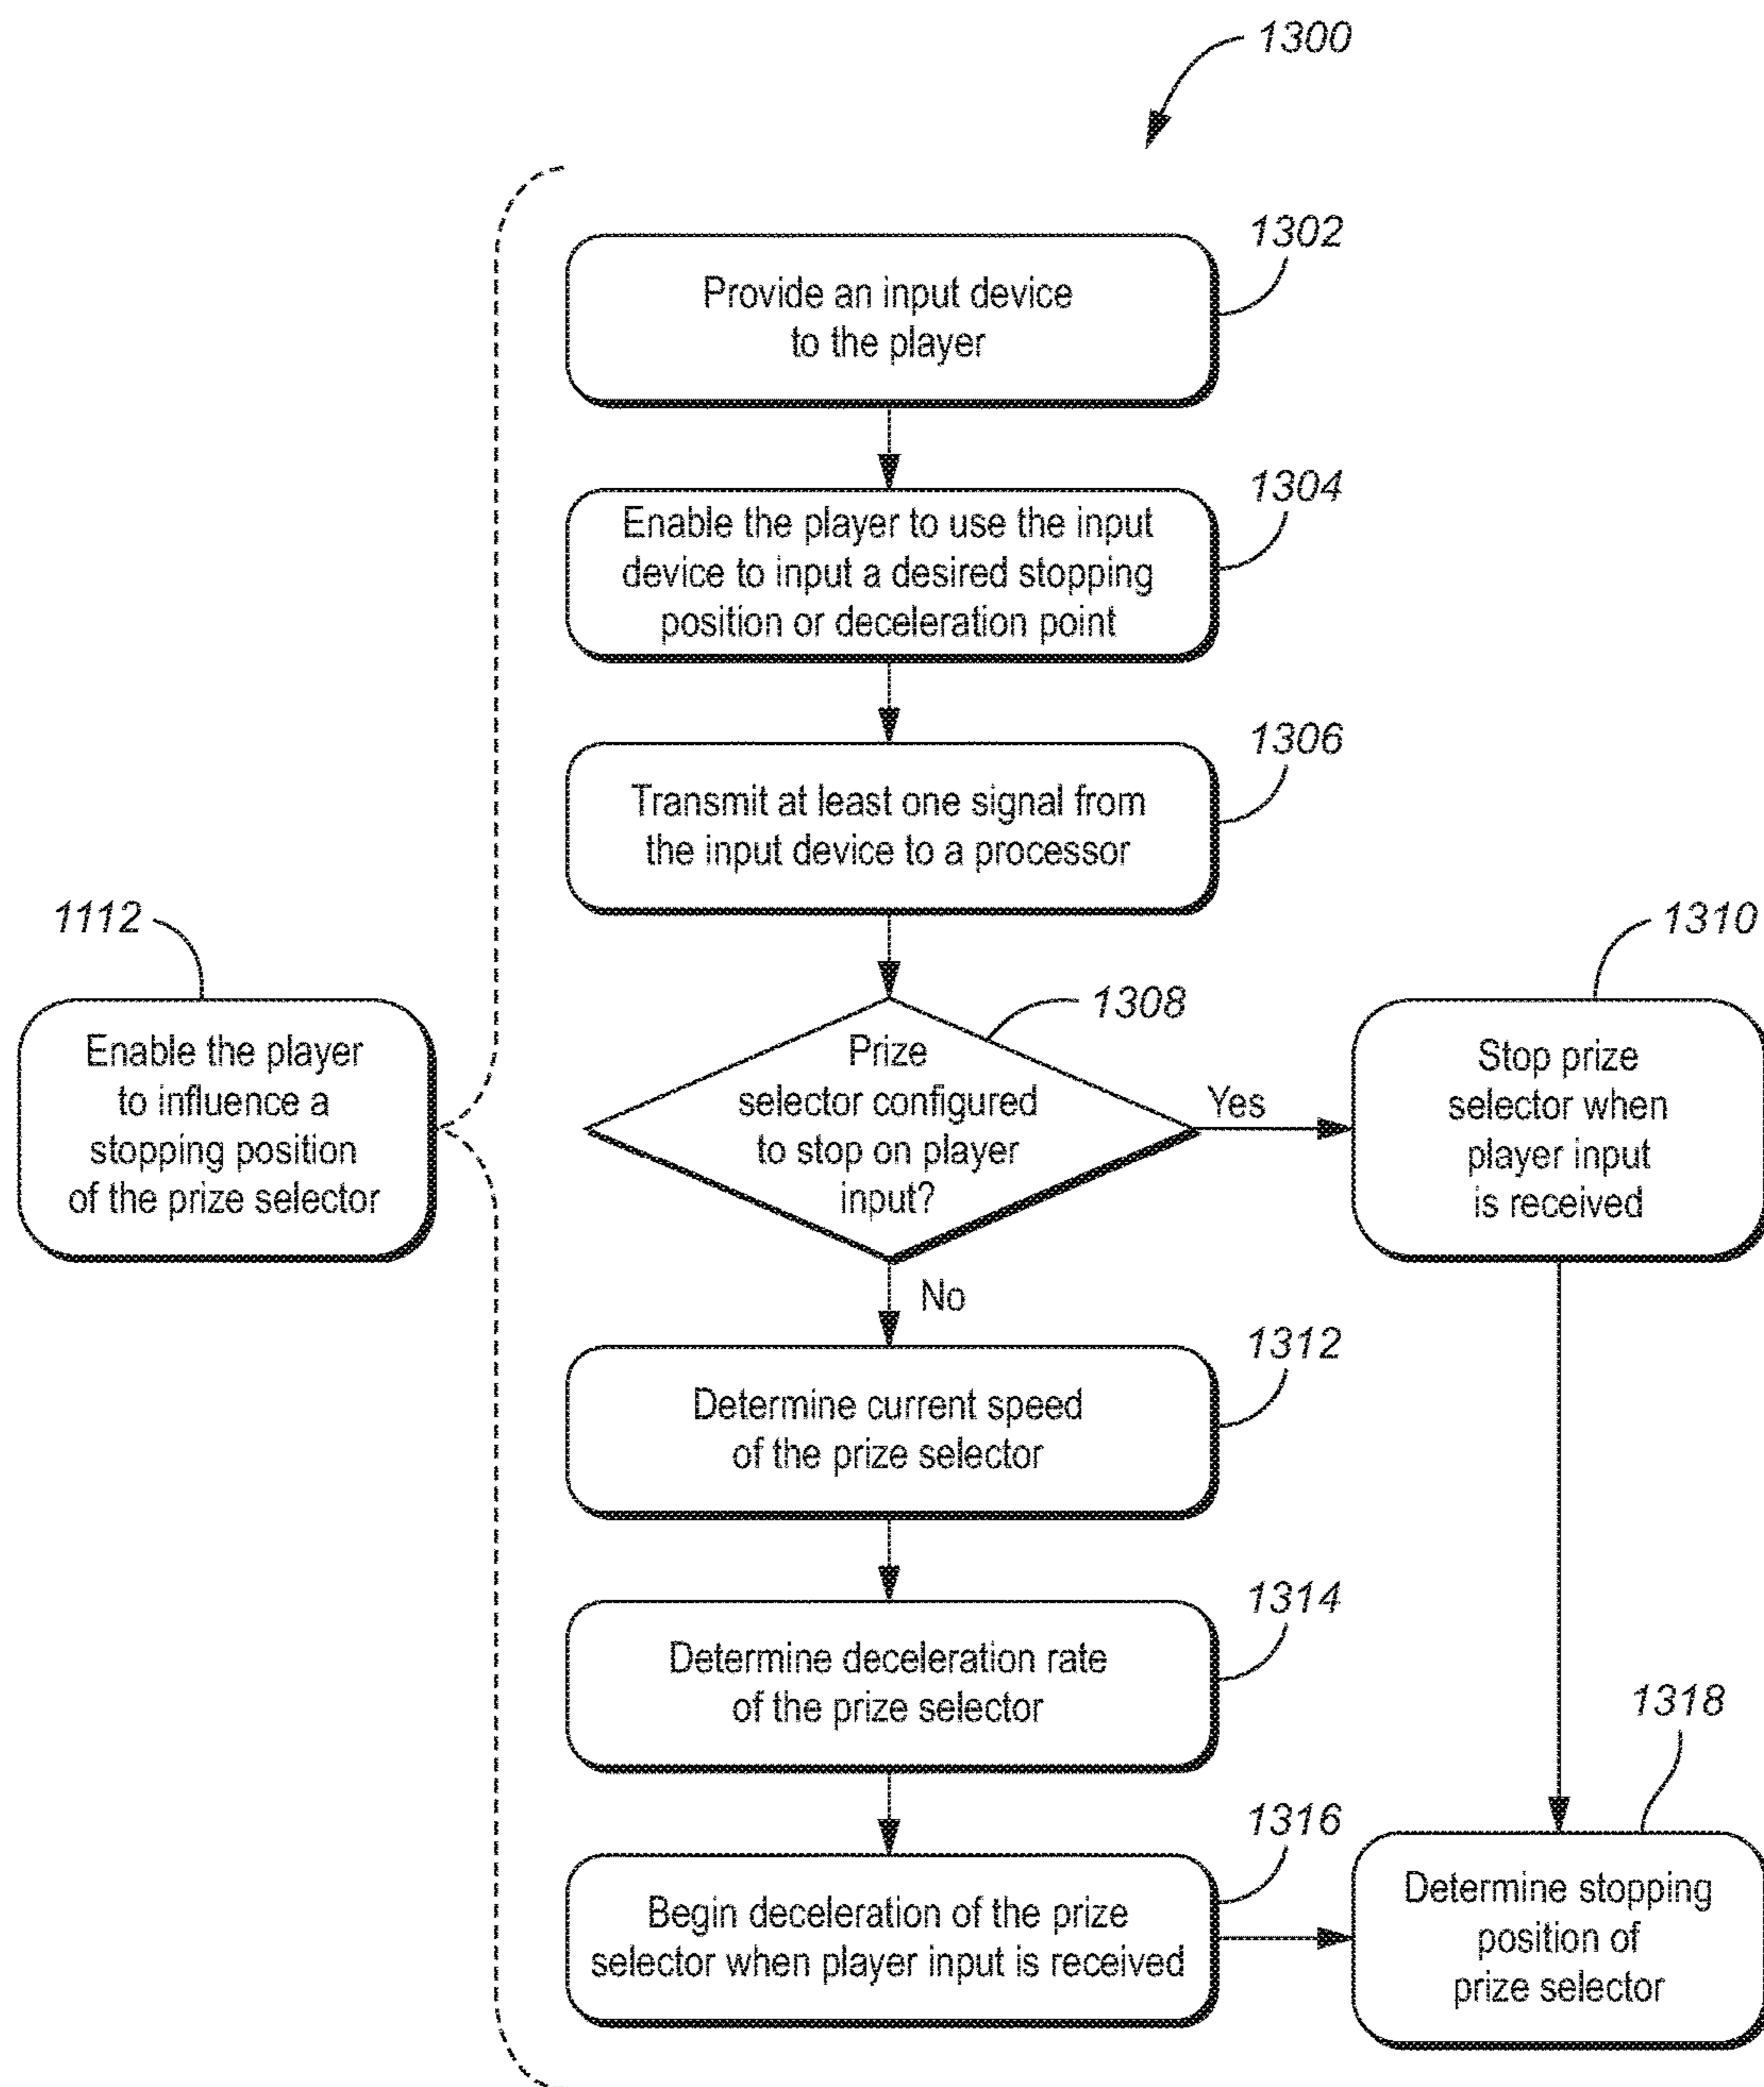 1300
1302
Provide an input device
to the player
1304
Enable the player to use the input
device to input a desired stopping
position or deceleration point
1306
Transmit at least one signal from
the input device to a processor
1112
Enable the player
to influence a
stopping position
of the prize selector
1308
Prize
selector configured
to stop on player
input?
Yes
No
1310
Stop prize
selector when
player input
is received
1312
Determine current speed
of the prize selector
1314
Determine deceleration rate
of the prize selector
1316
Begin deceleration of the prize
selector when player input is received
1318
Determine stopping
position of
prize selector